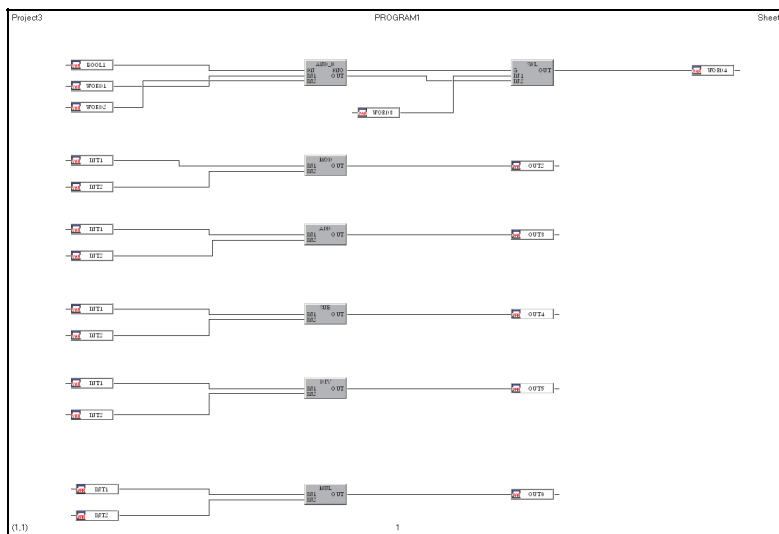 Project3 PROGRAM1 Sheet
BOOL1
WORD1
WORD2
EN ENO
IN1 OUT
IN2
SEL
G OUT
IN1
IN2
WORD3
WORD4
INT1
INT2
MOD
IN1 OUT
IN2
OUT2
INT1
INT2
ADD
IN1 OUT
IN2
OUT3
INT1
INT2
SUB
IN1 OUT
IN2
OUT4
INT1
INT2
DIV
IN1 OUT
IN2
OUT5
INT1
INT2
MUL
IN1 OUT
IN2
OUT6
(1,1) 1